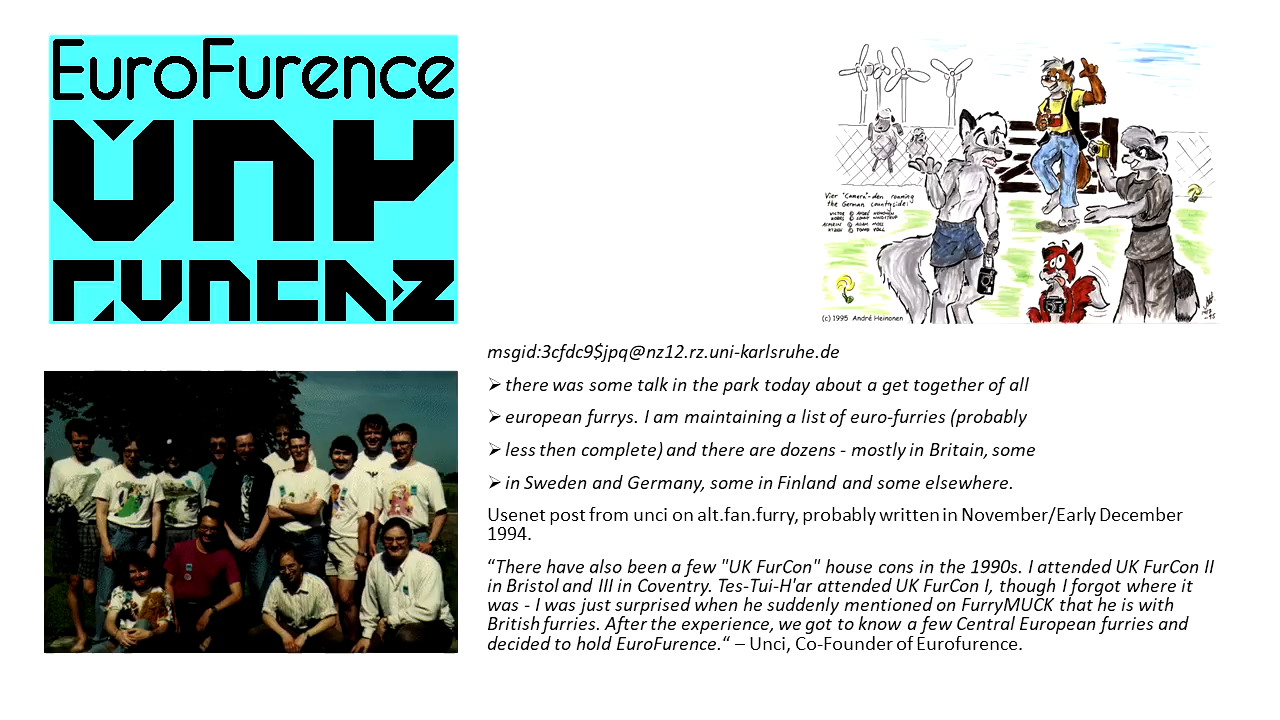 EuroFurence
Vier "Camera"-den roaming
the German countryside!
(c) 1995 André Heinonen
msgid:3cfdc9$jpq@nz12.rz.uni-karlsruhe.de
➢ there was some talk in the park today about a get together of all
➢ european furrys. I am maintaining a list of euro-furries (probably
➢ less then complete) and there are dozens - mostly in Britain, some
➢ in Sweden and Germany, some in Finland and some elsewhere.
Usenet post from unci on alt.fan.furry, probably written in November/Early December
1994.
“There have also been a few "UK FurCon" house cons in the 1990s. I attended UK FurCon II
in Bristol and III in Coventry. Tes-Tui-H'ar attended UK FurCon I, though I forgot where it
was - I was just surprised when he suddenly mentioned on FurryMUCK that he is with
British furries. After the experience, we got to know a few Central European furries and
decided to hold EuroFurence.“ – Unci, Co-Founder of Eurofurence.